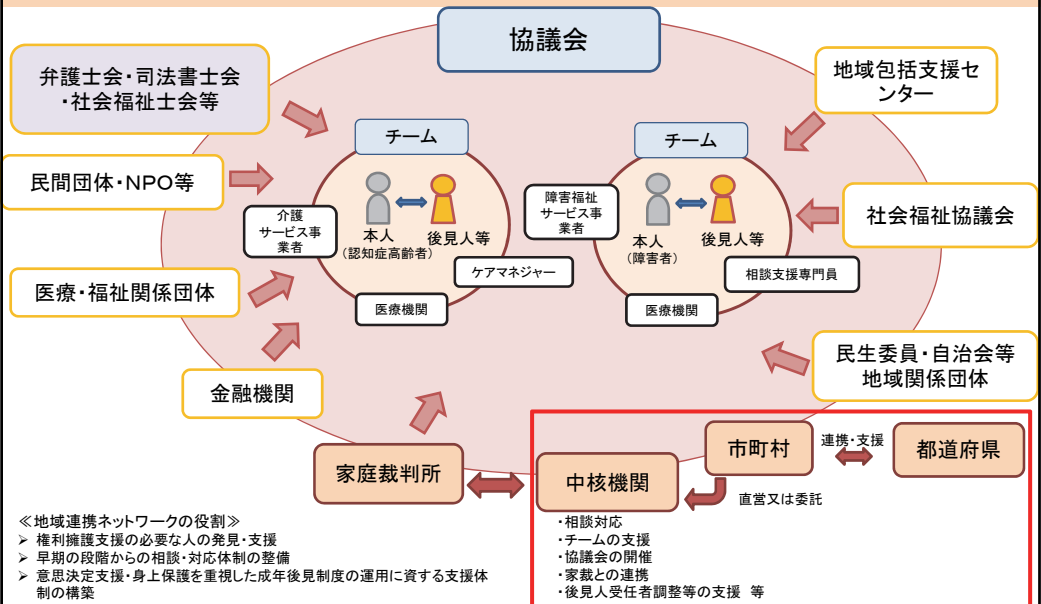 協議会
弁護士会・司法書士会
・社会福祉士会等
地域包括支援セ
ンター
チーム
チーム
民間団体・NPO等
介護
サービス事
業者
本人
(認知症高齢者)
後見人等
ケアマネジャー
医療機関
障害福祉
サービス事業
者
本人
(障害者)
後見人等
相談支援専門員
医療機関
社会福祉協議会
医療・福祉関係団体
金融機関
民生委員・自治会等
地域関係団体
家庭裁判所
中核機関
市町村
連携・支援
都道府県
直営又は委託
≪地域連携ネットワークの役割≫
➢ 権利擁護支援の必要な人の発見・支援
➢ 早期の段階からの相談・対応体制の整備
➢ 意思決定支援・身上保護を重視した成年後見制度の運用に資する支援体
制の構築
・相談対応
・チームの支援
・協議会の開催
・家裁との連携
・後見人受任者調整等の支援 等